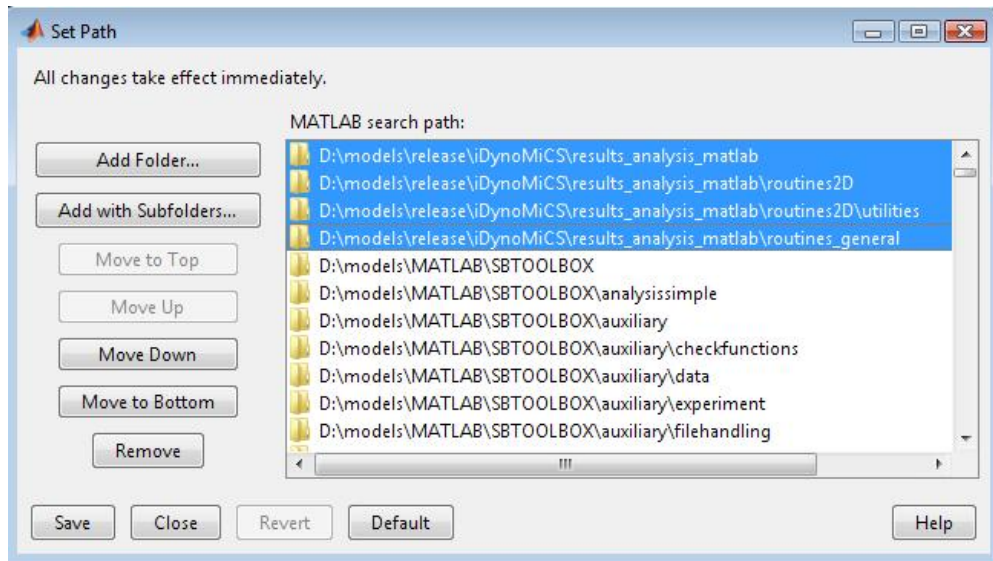 Set Path
All changes take effect immediately.
MATLAB search path:
Add Folder...
Add with Subfolders...
Move to Top
Move Up
Move Down
Move to Bottom
Remove
D:\models\release\iDynoMiCS\results_analysis_matlab
D:\models\release\iDynoMiCS\results_analysis_matlab\routines2D
D:\models\release\iDynoMiCS\results_analysis_matlab\routines2D\utilities
D:\models\release\iDynoMiCS\results_analysis_matlab\routines_general
D:\models\MATLAB\SBTOOLBOX
D:\models\MATLAB\SBTOOLBOX\analysissimple
D:\models\MATLAB\SBTOOLBOX\auxiliary
D:\models\MATLAB\SBTOOLBOX\auxiliary\checkfunctions
D:\models\MATLAB\SBTOOLBOX\auxiliary\data
D:\models\MATLAB\SBTOOLBOX\auxiliary\experiment
D:\models\MATLAB\SBTOOLBOX\auxiliary\filehandling
Save
Close
Revert
Default
Help